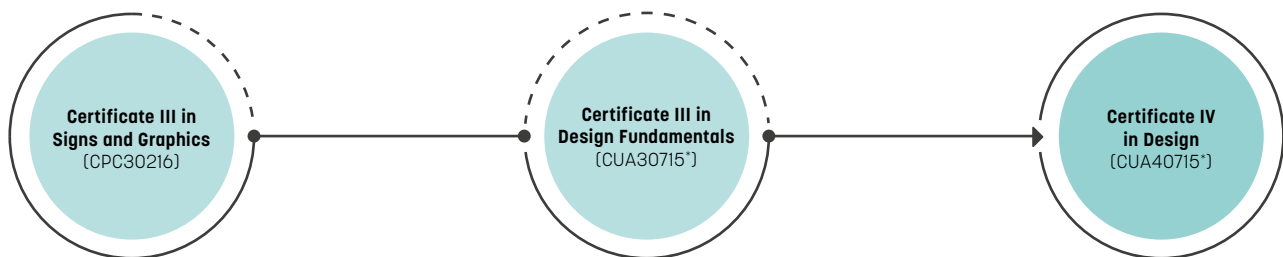 Certificate III in
Signs and Graphics
(CPC30216)
Certificate III in
Design Fundamentals
(CUA30715*)
Certificate IV
in Design
(CUA40715*)